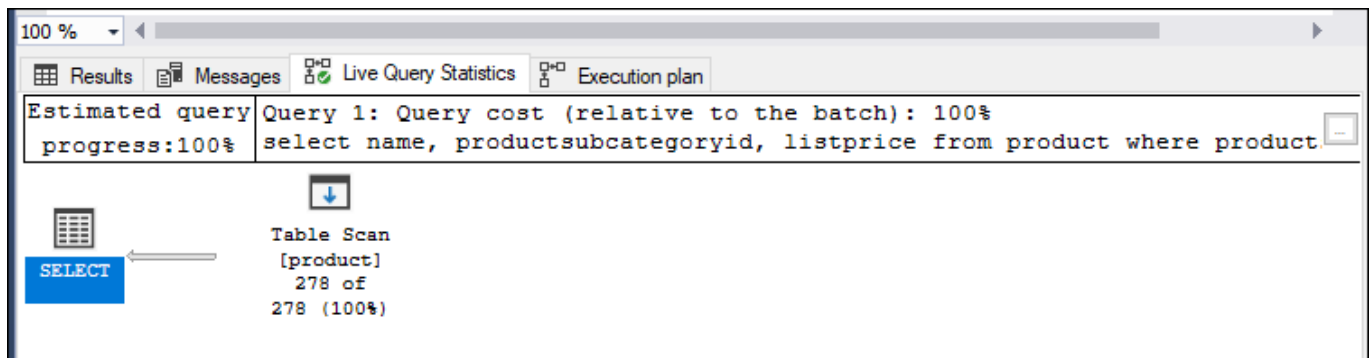 100 %
Results Messages Live Query Statistics Execution plan
Estimated query progress:100%
Query 1: Query cost (relative to the batch): 100%
select name, productsubcategoryid, listprice from product where product.
...
Table Scan
[product]
278 of
278 (100%)
SELECT